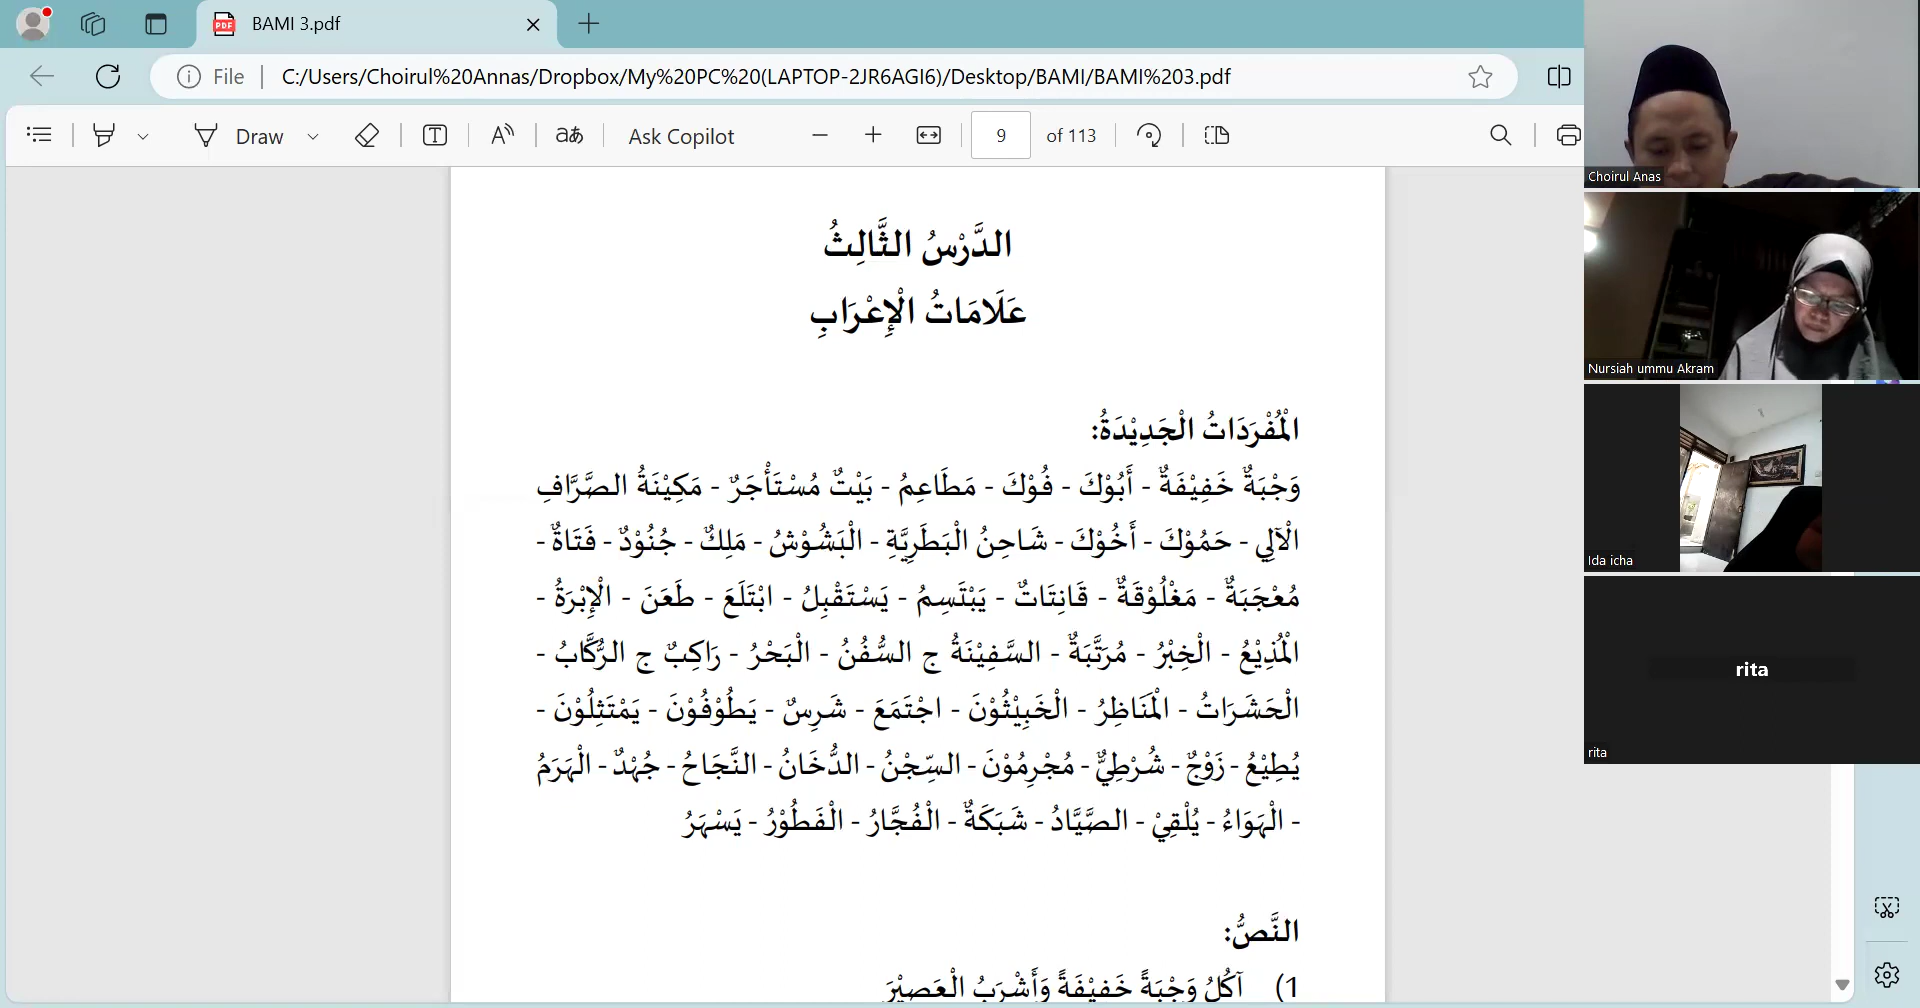 BAMI 3.pdf
File
C:/Users/Choirul%20Annas/Dropbox/My%20PC%20(LAPTOP-2JR6AGI6)/Desktop/BAMI/BAMI%203.pdf
Draw
Ask Copilot
9 of 113
الدَّرْسُ الثَّالِثُ
عَلَامَاتُ الْإِعْرَابِ
الْمُفْرَدَاتُ الْجَدِيْدَةُ:
وَجْبَةٌ خَفِيْفَةٌ - أَبُوْكَ - فُوْكَ - مَطَاعِمُ - بَيْتٌ مُسْتَأْجَرٌ - مَكِيْنَةُ الصَّرَّافِ
الْآلِي - حَمُوْكَ - أَخُوْكَ - شَاحِنُ الْبَطَرِيَّةِ - الْبَشُوْشُ - مَلِكٌ - جُنُوْدٌ - فَتَاةٌ -
مُعْجَبَةٌ - مَغْلُوْقَةٌ - قَانِتَاتٌ - يَبْتَسِمُ - يَسْتَقْبِلُ - ابْتَلَعَ - طَعَنَ - الْإِبْرَةُ -
الْمُذِيْعُ - الْخِبْرُ - مُرَتَّبَةٌ - السَّفِيْنَةُ ج السُّفُنُ - الْبَحْرُ - رَاكِبٌ ج الرُّكَّابُ -
الْحَشَرَاتُ - الْمَنَاظِرُ - الْخَبِيْثُوْنَ - اجْتَمَعَ - شَرِسٌ - يَطُوْفُوْنَ - يَمْتَثِلُوْنَ -
يُطِيْعُ - زَوْجٌ - شُرْطِيٌّ - مُجْرِمُوْنَ - السِّجْنُ - الدُّخَانُ - النَّجَاحُ - جُهْدٌ - الْهَرَمُ
- الْهَوَاءُ - يُلْقِيْ - الصَّيَّادُ - شَبَكَةٌ - الْفُجَّارُ - الْفَطُوْرُ - يَسْهَرُ
النَّصُّ:
1) آكُلُ وَجْبَةً خَفِيْفَةً وَأَشْرَبُ الْعَصِيْرَ
Choirul Anas
Nursiah ummu Akram
Ida icha
rita
rita